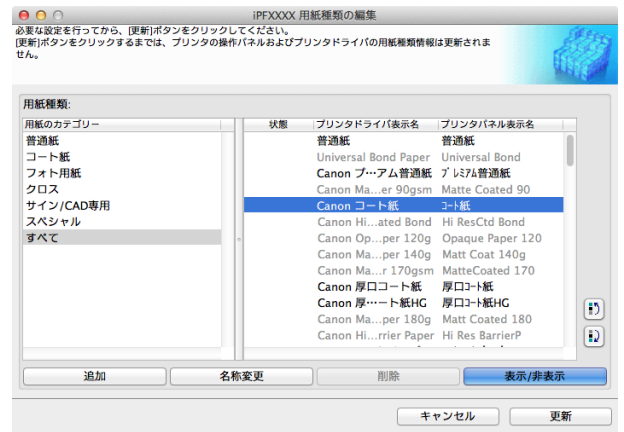 iPFXXXX 用紙種類の編集
必要な設定を行ってから、[更新]ボタンをクリックしてください。
[更新]ボタンをクリックするまでは、プリンタの操作パネルおよびプリンタドライバの用紙種類情報は更新されま
せん。
用紙種類:
用紙のカテゴリー 状態 プリンタドライバ表示名 プリンタパネル表示名
普通紙 普通紙 普通紙
コート紙 Universal Bond Paper Universal Bond
フォト用紙 Canon プ…アム普通紙 プレミアム普通紙
クロス Canon Ma…er 90gsm Matte Coated 90
サイン/CAD専用 Canon コート紙 コート紙
スペシャル Canon Hi…ated Bond Hi ResCtd Bond
すべて Canon Op…per 120g Opaque Paper 120
Canon Ma…per 140g Matt Coat 140g
Canon Ma…r 170gsm MatteCoated 170
Canon 厚口コート紙 厚口コート紙
Canon 厚…ート紙HG 厚口コート紙HG
Canon Ma…per 180g Matt Coated 180
Canon Hi…rrier Paper Hi Res BarrierP
追加 名称変更 削除 表示/非表示
キャンセル 更新